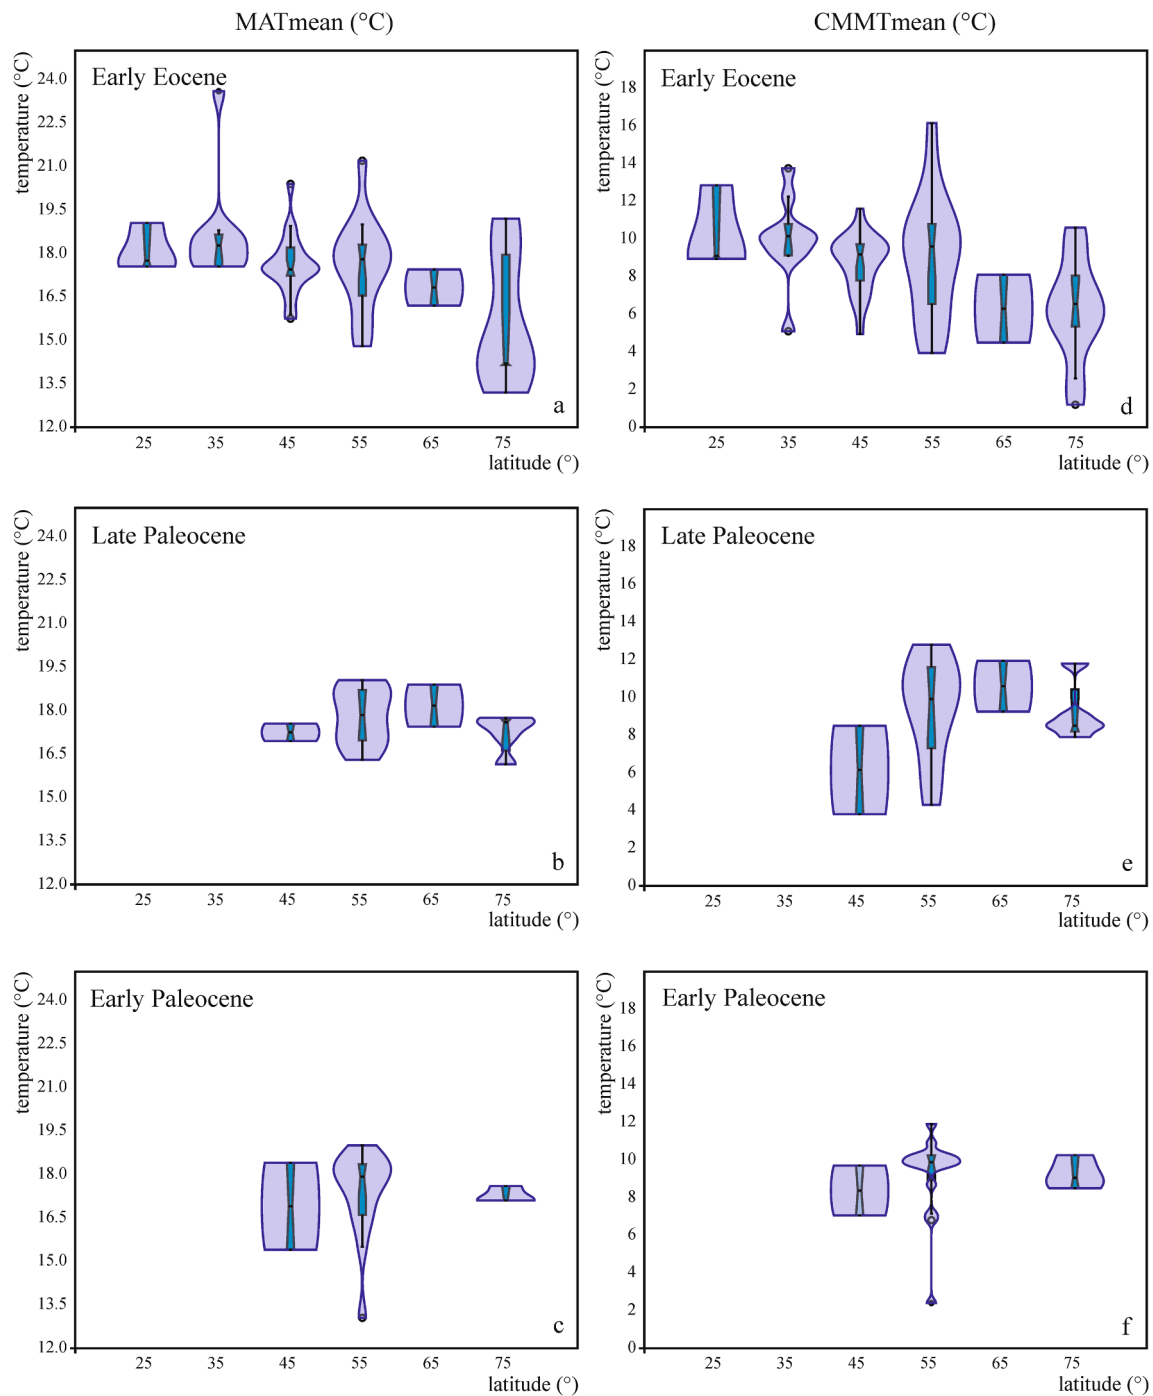 MATmean (°C)
CMMTmean (°C)
temperature (°C)
24.0
22.5
21.0
19.5
18.0
16.5
15.0
13.5
12.0
Early Eocene
a
25 35 45 55 65 75
latitude (°)
temperature (°C)
18
16
14
12
10
8
6
4
2
0
Early Eocene
d
25 35 45 55 65 75
latitude (°)
temperature (°C)
24.0
22.5
21.0
19.5
18.0
16.5
15.0
13.5
12.0
Late Paleocene
b
25 35 45 55 65 75
latitude (°)
temperature (°C)
18
16
14
12
10
8
6
4
2
0
Late Paleocene
e
25 35 45 55 65 75
latitude (°)
temperature (°C)
24.0
22.5
21.0
19.5
18.0
16.5
15.0
13.5
12.0
Early Paleocene
c
25 35 45 55 65 75
latitude (°)
temperature (°C)
18
16
14
12
10
8
6
4
2
0
Early Paleocene
f
25 35 45 55 65 75
latitude (°)